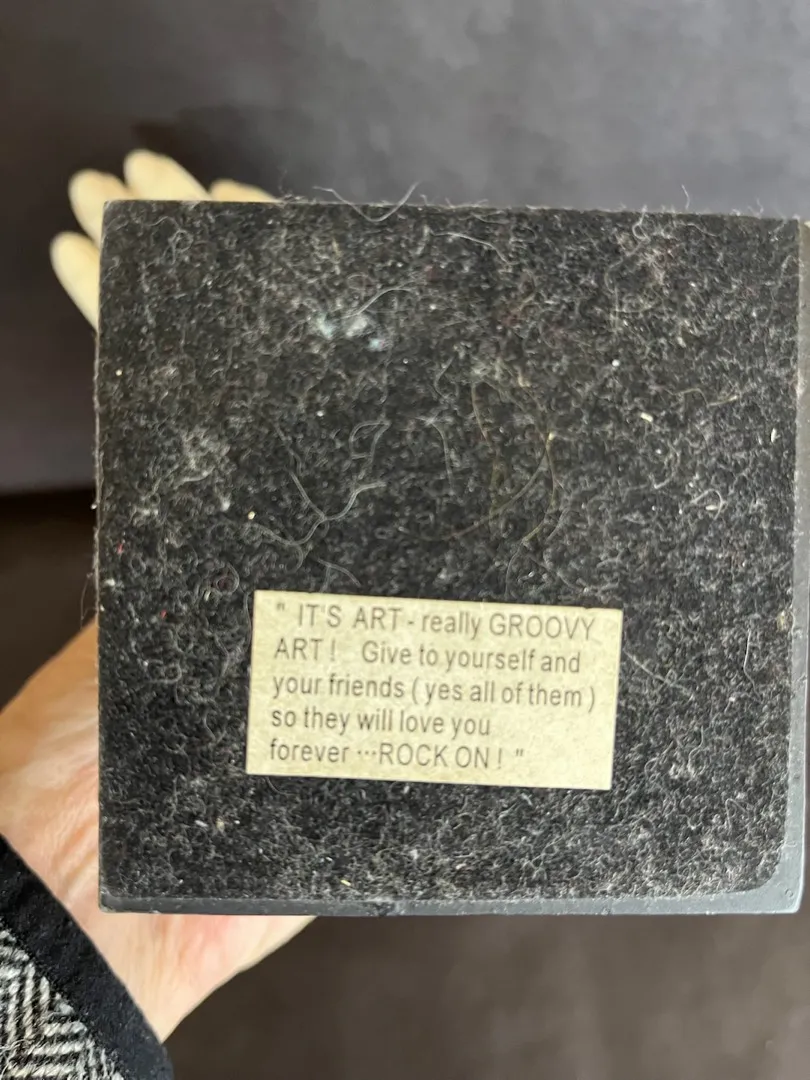 " IT'S ART - really GROOVY
ART ! Give to yourself and
your friends ( yes all of them )
so they will love you
forever ···ROCK ON ! "